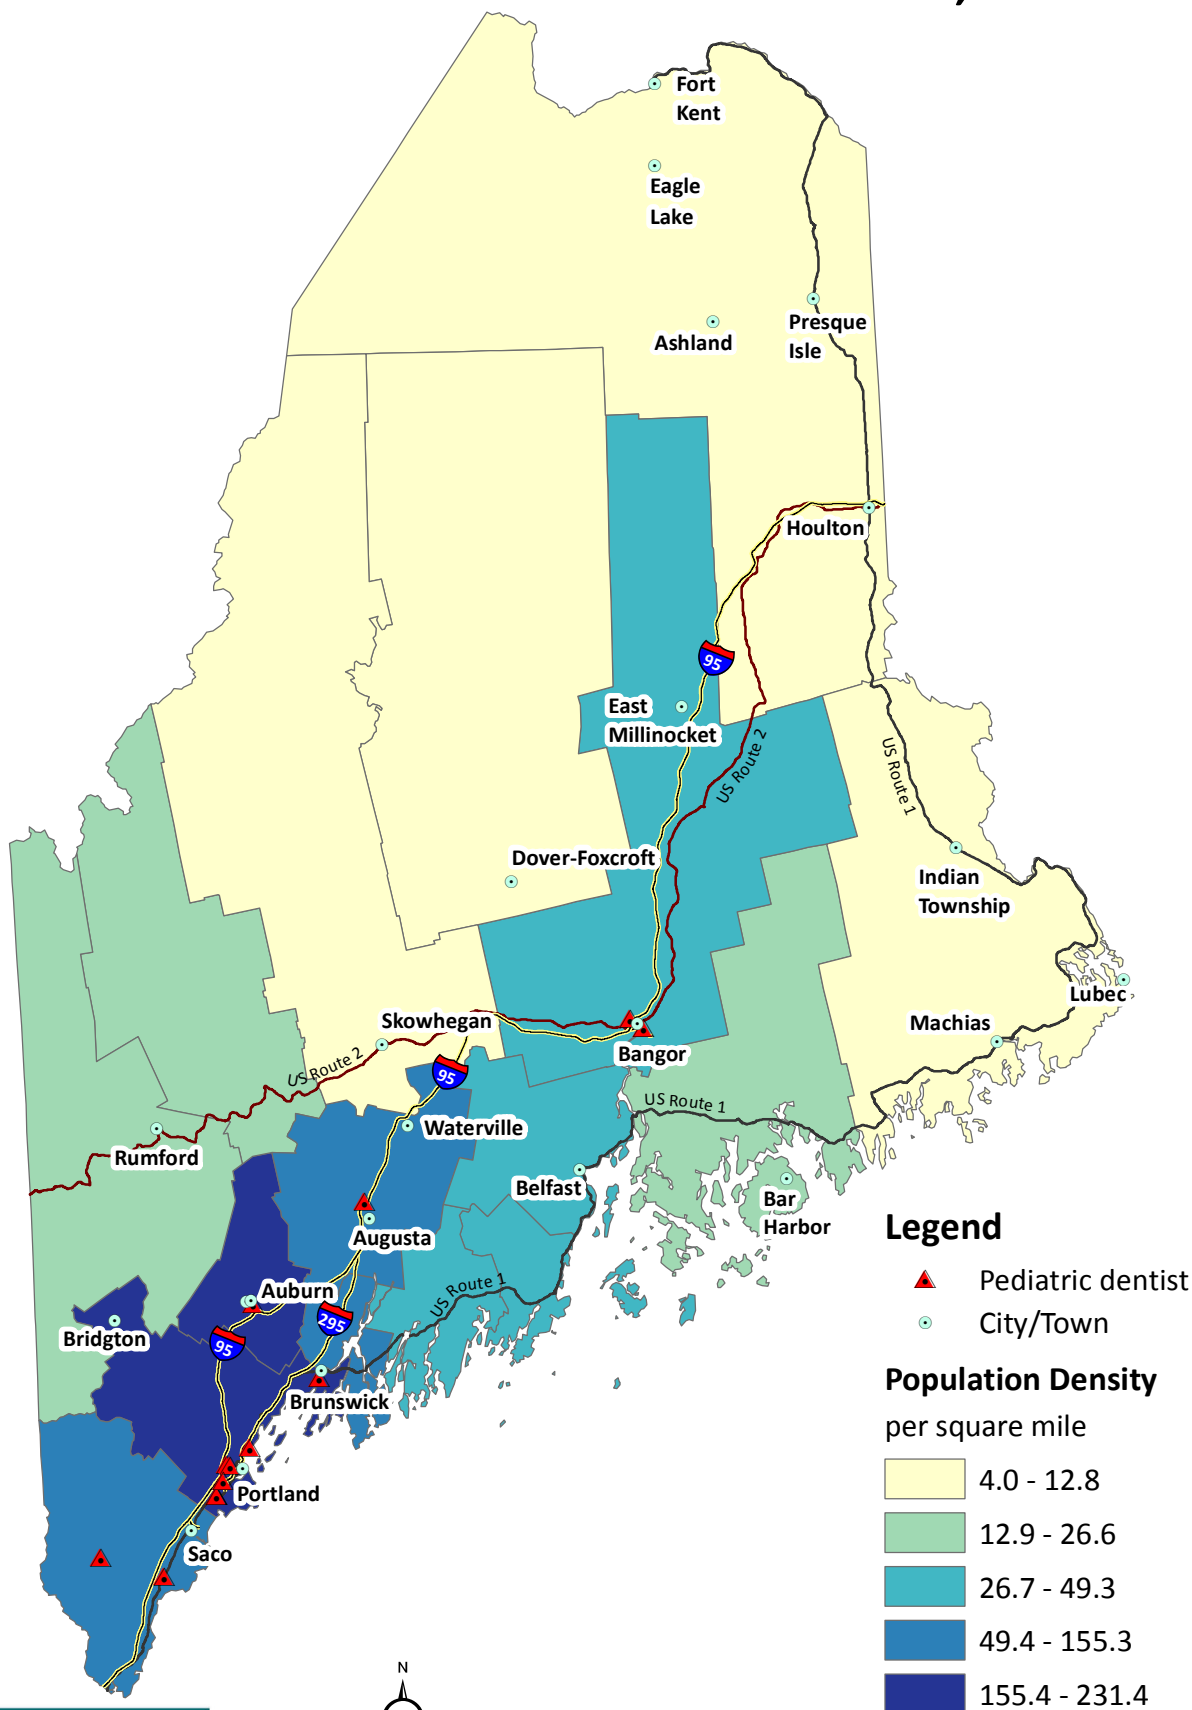 Fort
Kent
Eagle
Lake
Presque
Isle
Ashland
Houlton
95
East
Millinocket
US Route 2
US Route 1
Dover-Foxcroft
Indian
Township
Lubec
Skowhegan
Machias
Bangor
US Route 2
95
US Route 1
Waterville
Rumford
Belfast
Bar
Harbor
Augusta
Auburn
US Route 1
295
Bridgton
95
Brunswick
Portland
Saco
N
Legend
Pediatric dentist
City/Town
Population Density
per square mile
4.0 - 12.8
12.9 - 26.6
26.7 - 49.3
49.4 - 155.3
155.4 - 231.4